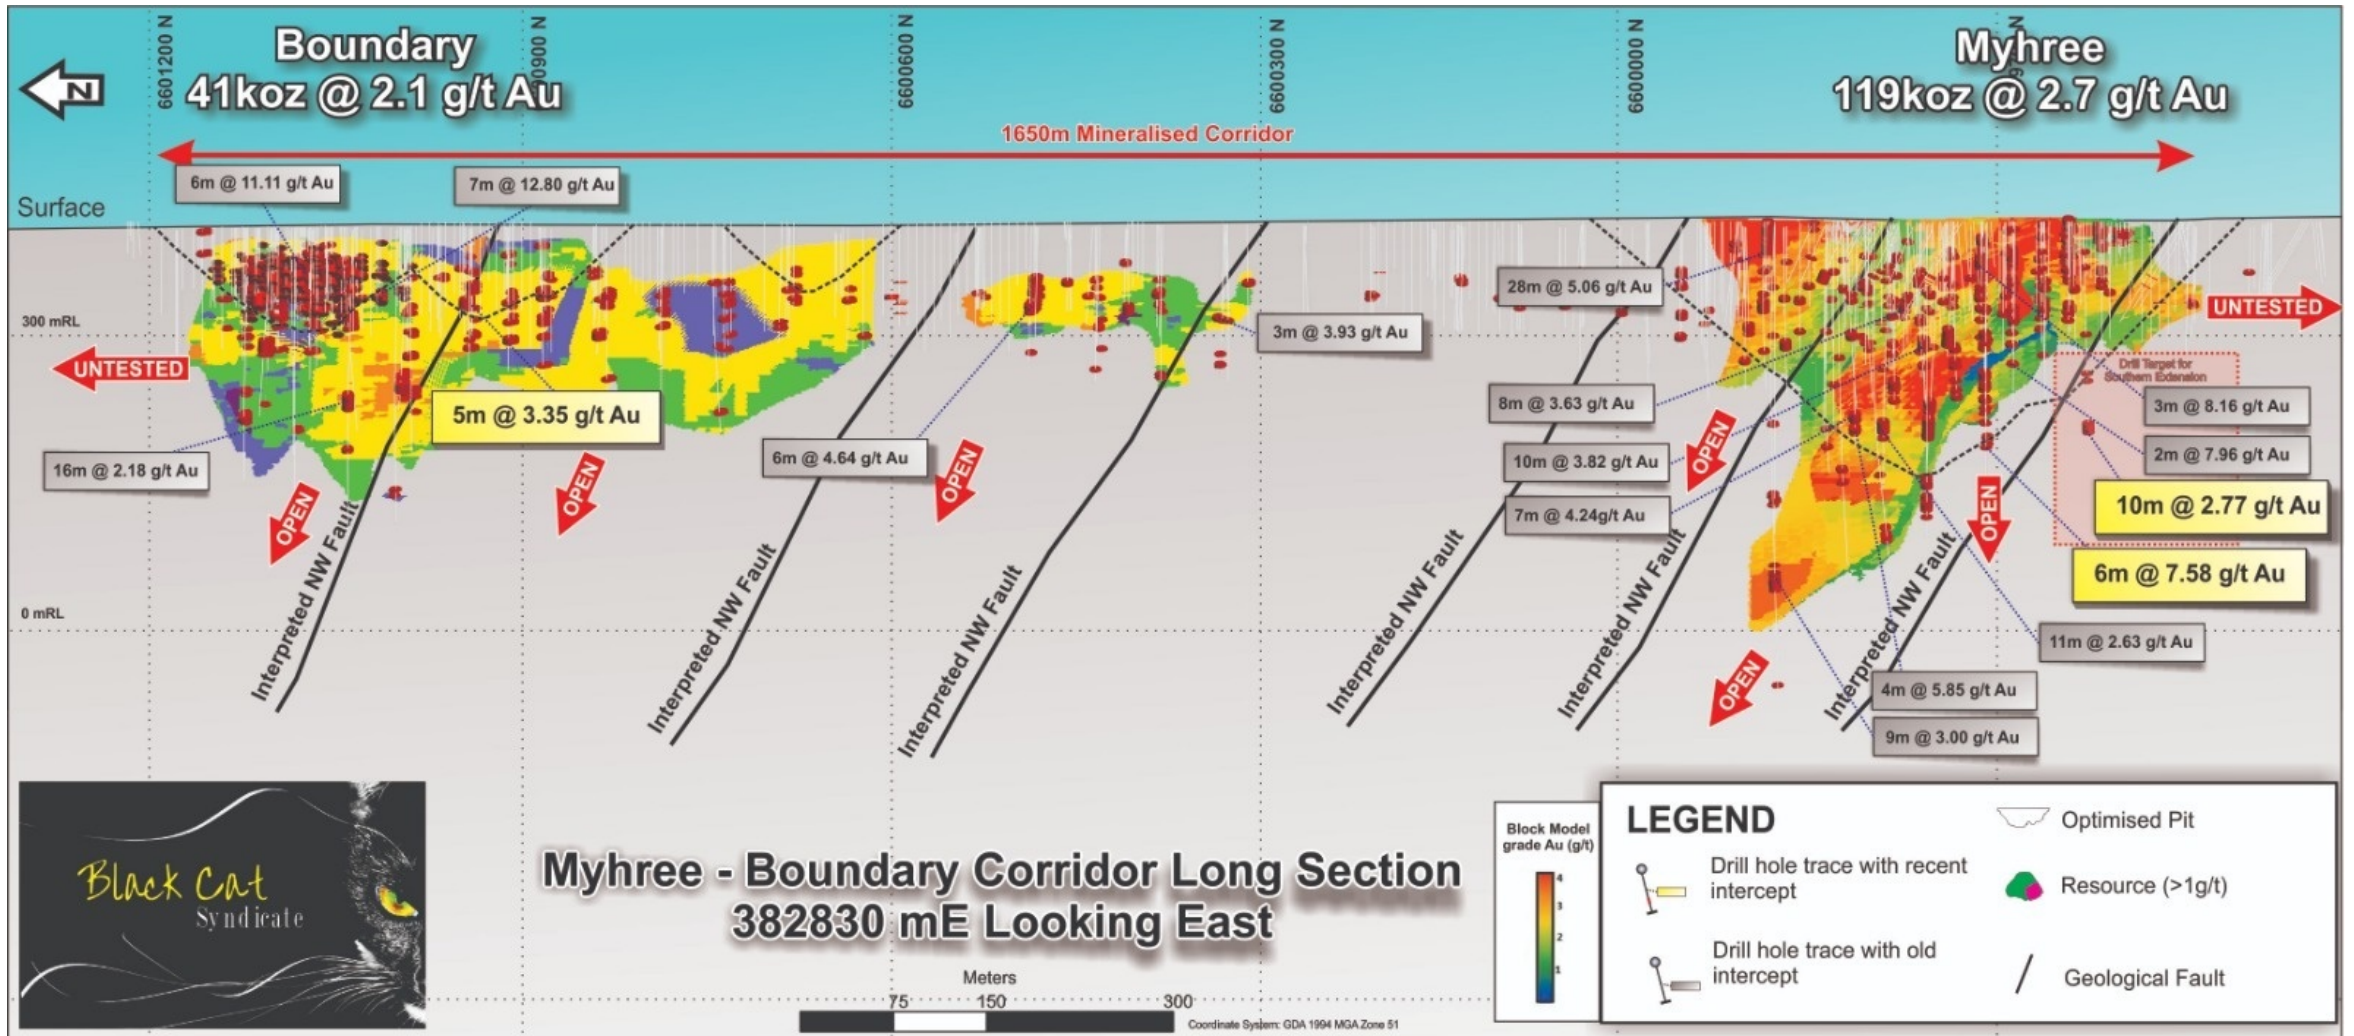 Boundary
41koz @ 2.1 g/t Au
Myhree
119koz @ 2.7 g/t Au
N
6601200 N
900 N
6600600 N
6600300 N
6600000 N
N
1650m Mineralised Corridor
6m @ 11.11 g/t Au
7m @ 12.80 g/t Au
Surface
28m @ 5.06 g/t Au
UNTESTED
300 mRL
3m @ 3.93 g/t Au
UNTESTED
Drill Target for
Southern Extension
5m @ 3.35 g/t Au
8m @ 3.63 g/t Au
3m @ 8.16 g/t Au
16m @ 2.18 g/t Au
6m @ 4.64 g/t Au
10m @ 3.82 g/t Au
2m @ 7.96 g/t Au
7m @ 4.24g/t Au
10m @ 2.77 g/t Au
OPEN
OPEN
OPEN
OPEN
OPEN
OPEN
6m @ 7.58 g/t Au
0 mRL
11m @ 2.63 g/t Au
4m @ 5.85 g/t Au
9m @ 3.00 g/t Au
Interpreted NW Fault
Interpreted NW Fault
Interpreted NW Fault
Interpreted NW Fault
Interpreted NW Fault
Interpreted NW Fault
Black Cat
Syndicate
Myhree - Boundary Corridor Long Section
382830 mE Looking East
Meters
75 150 300
Coordinate System: GDA 1994 MGA Zone 51
Block Model
grade Au (g/t)
4
3
2
1
LEGEND
Drill hole trace with recent
intercept
Drill hole trace with old
intercept
Optimised Pit
Resource (>1g/t)
Geological Fault